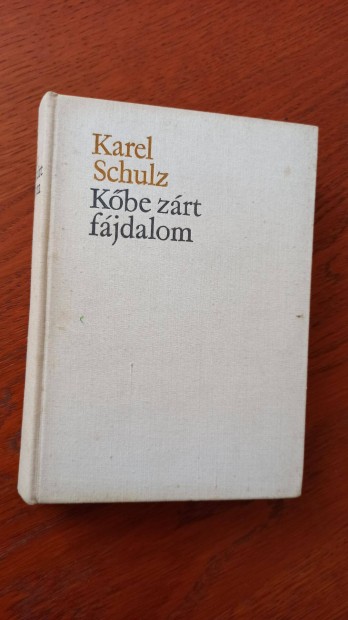 Karel
Schulz
Kőbe zárt
fájdalom